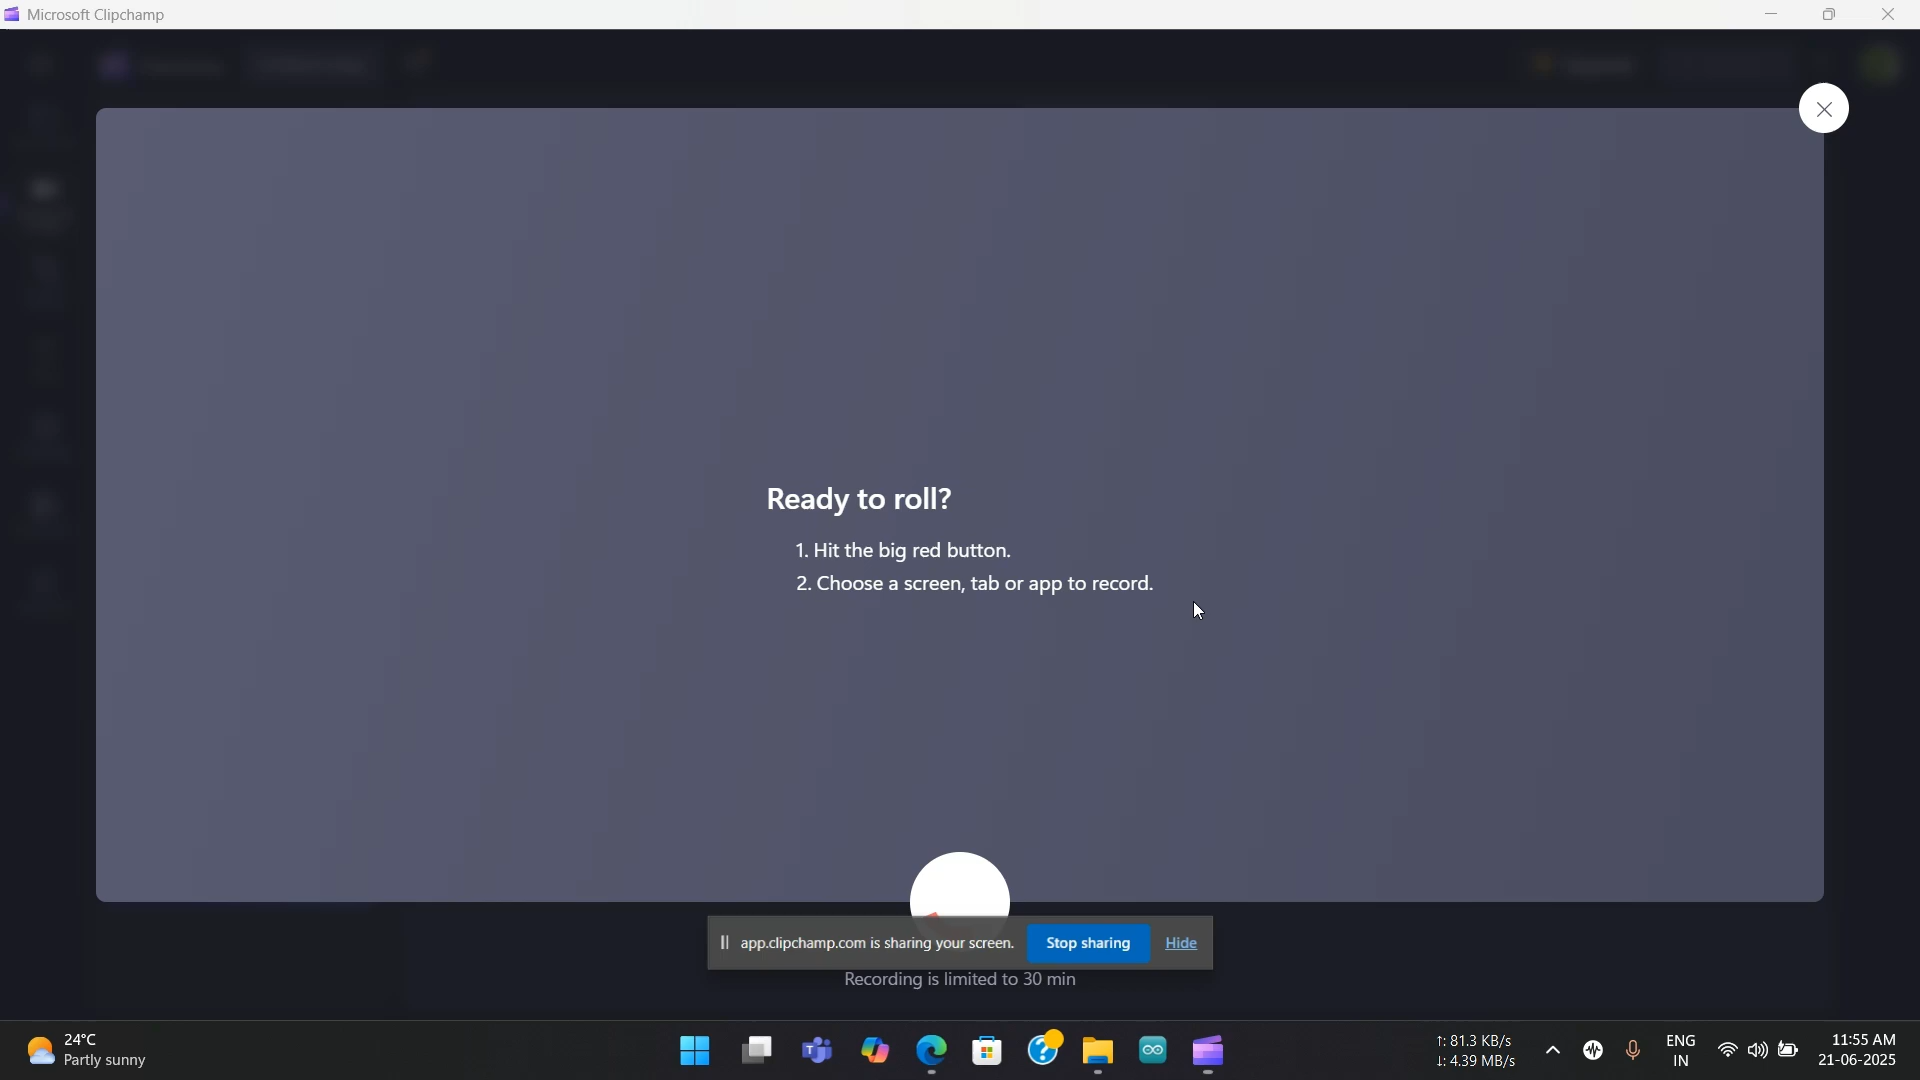 Microsoft Clipchamp
Ready to roll?
1. Hit the big red button.
2. Choose a screen, tab or app to record.
app.clipchamp.com is sharing your screen. Stop sharing Hide
Recording is limited to 30 min
24°C
Partly sunny
↑: 81.3 KB/s
↓: 4.39 MB/s
ENG
IN
11:55 AM
21-06-2025